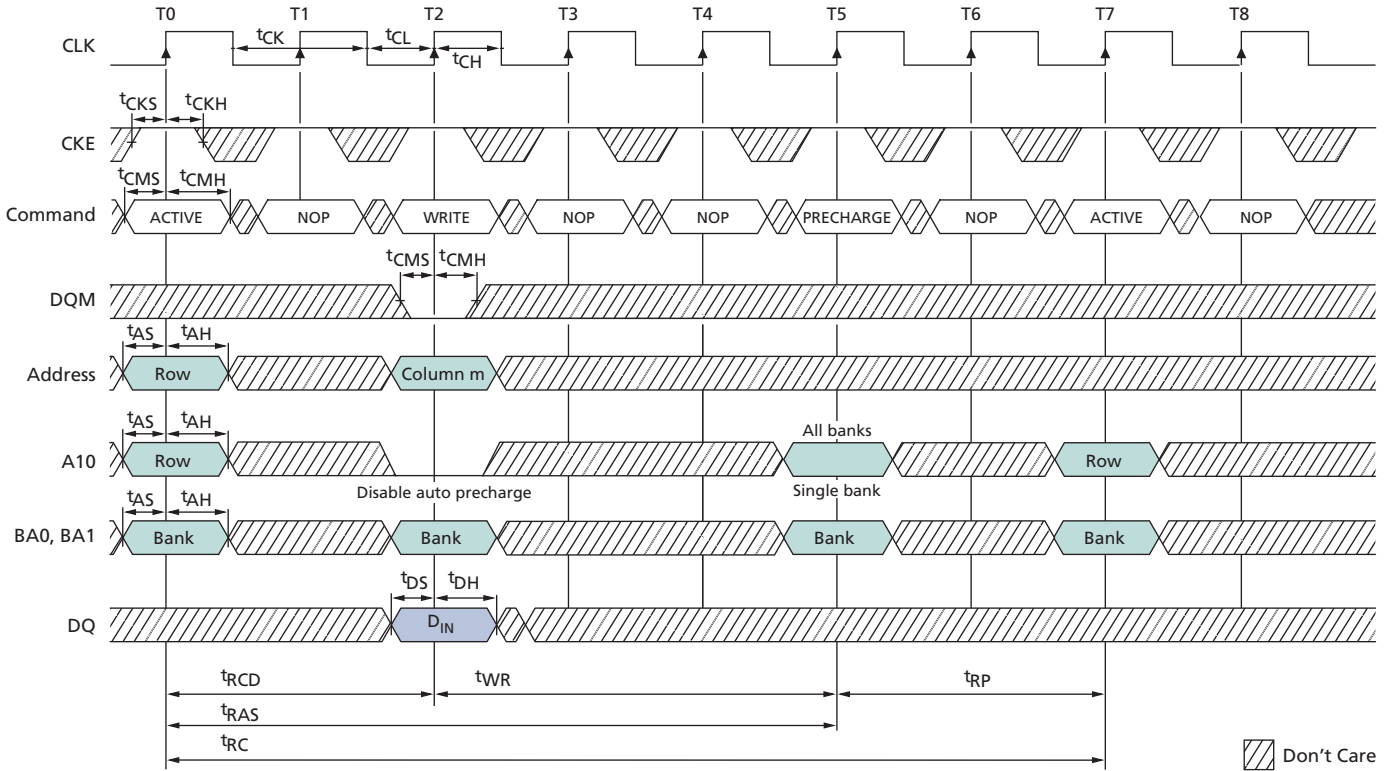 T0 T1 T2 T3 T4 T5 T6 T7 T8
CLK
tCK tCL
tCH
tCKS tCKH
CKE
tCMS tCMH
Command ACTIVE NOP WRITE NOP NOP PRECHARGE NOP ACTIVE NOP
tCMS tCMH
DQM
tAS tAH
Address Row Column m
tAS tAH All banks
A10 Row Row
Disable auto precharge Single bank
tAS tAH
BA0, BA1 Bank Bank Bank Bank
tDS tDH
DQ DIN
tRCD tWR tRP
tRAS
tRC
Don't Care